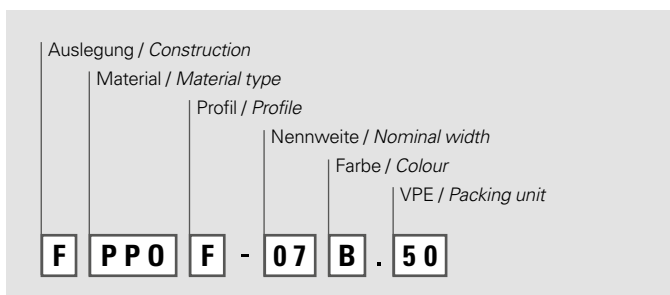 Auslegung / Construction
Material / Material type
Profil / Profile
Nennweite / Nominal width
Farbe / Colour
VPE / Packing unit
F PPO F - 07 B . 50